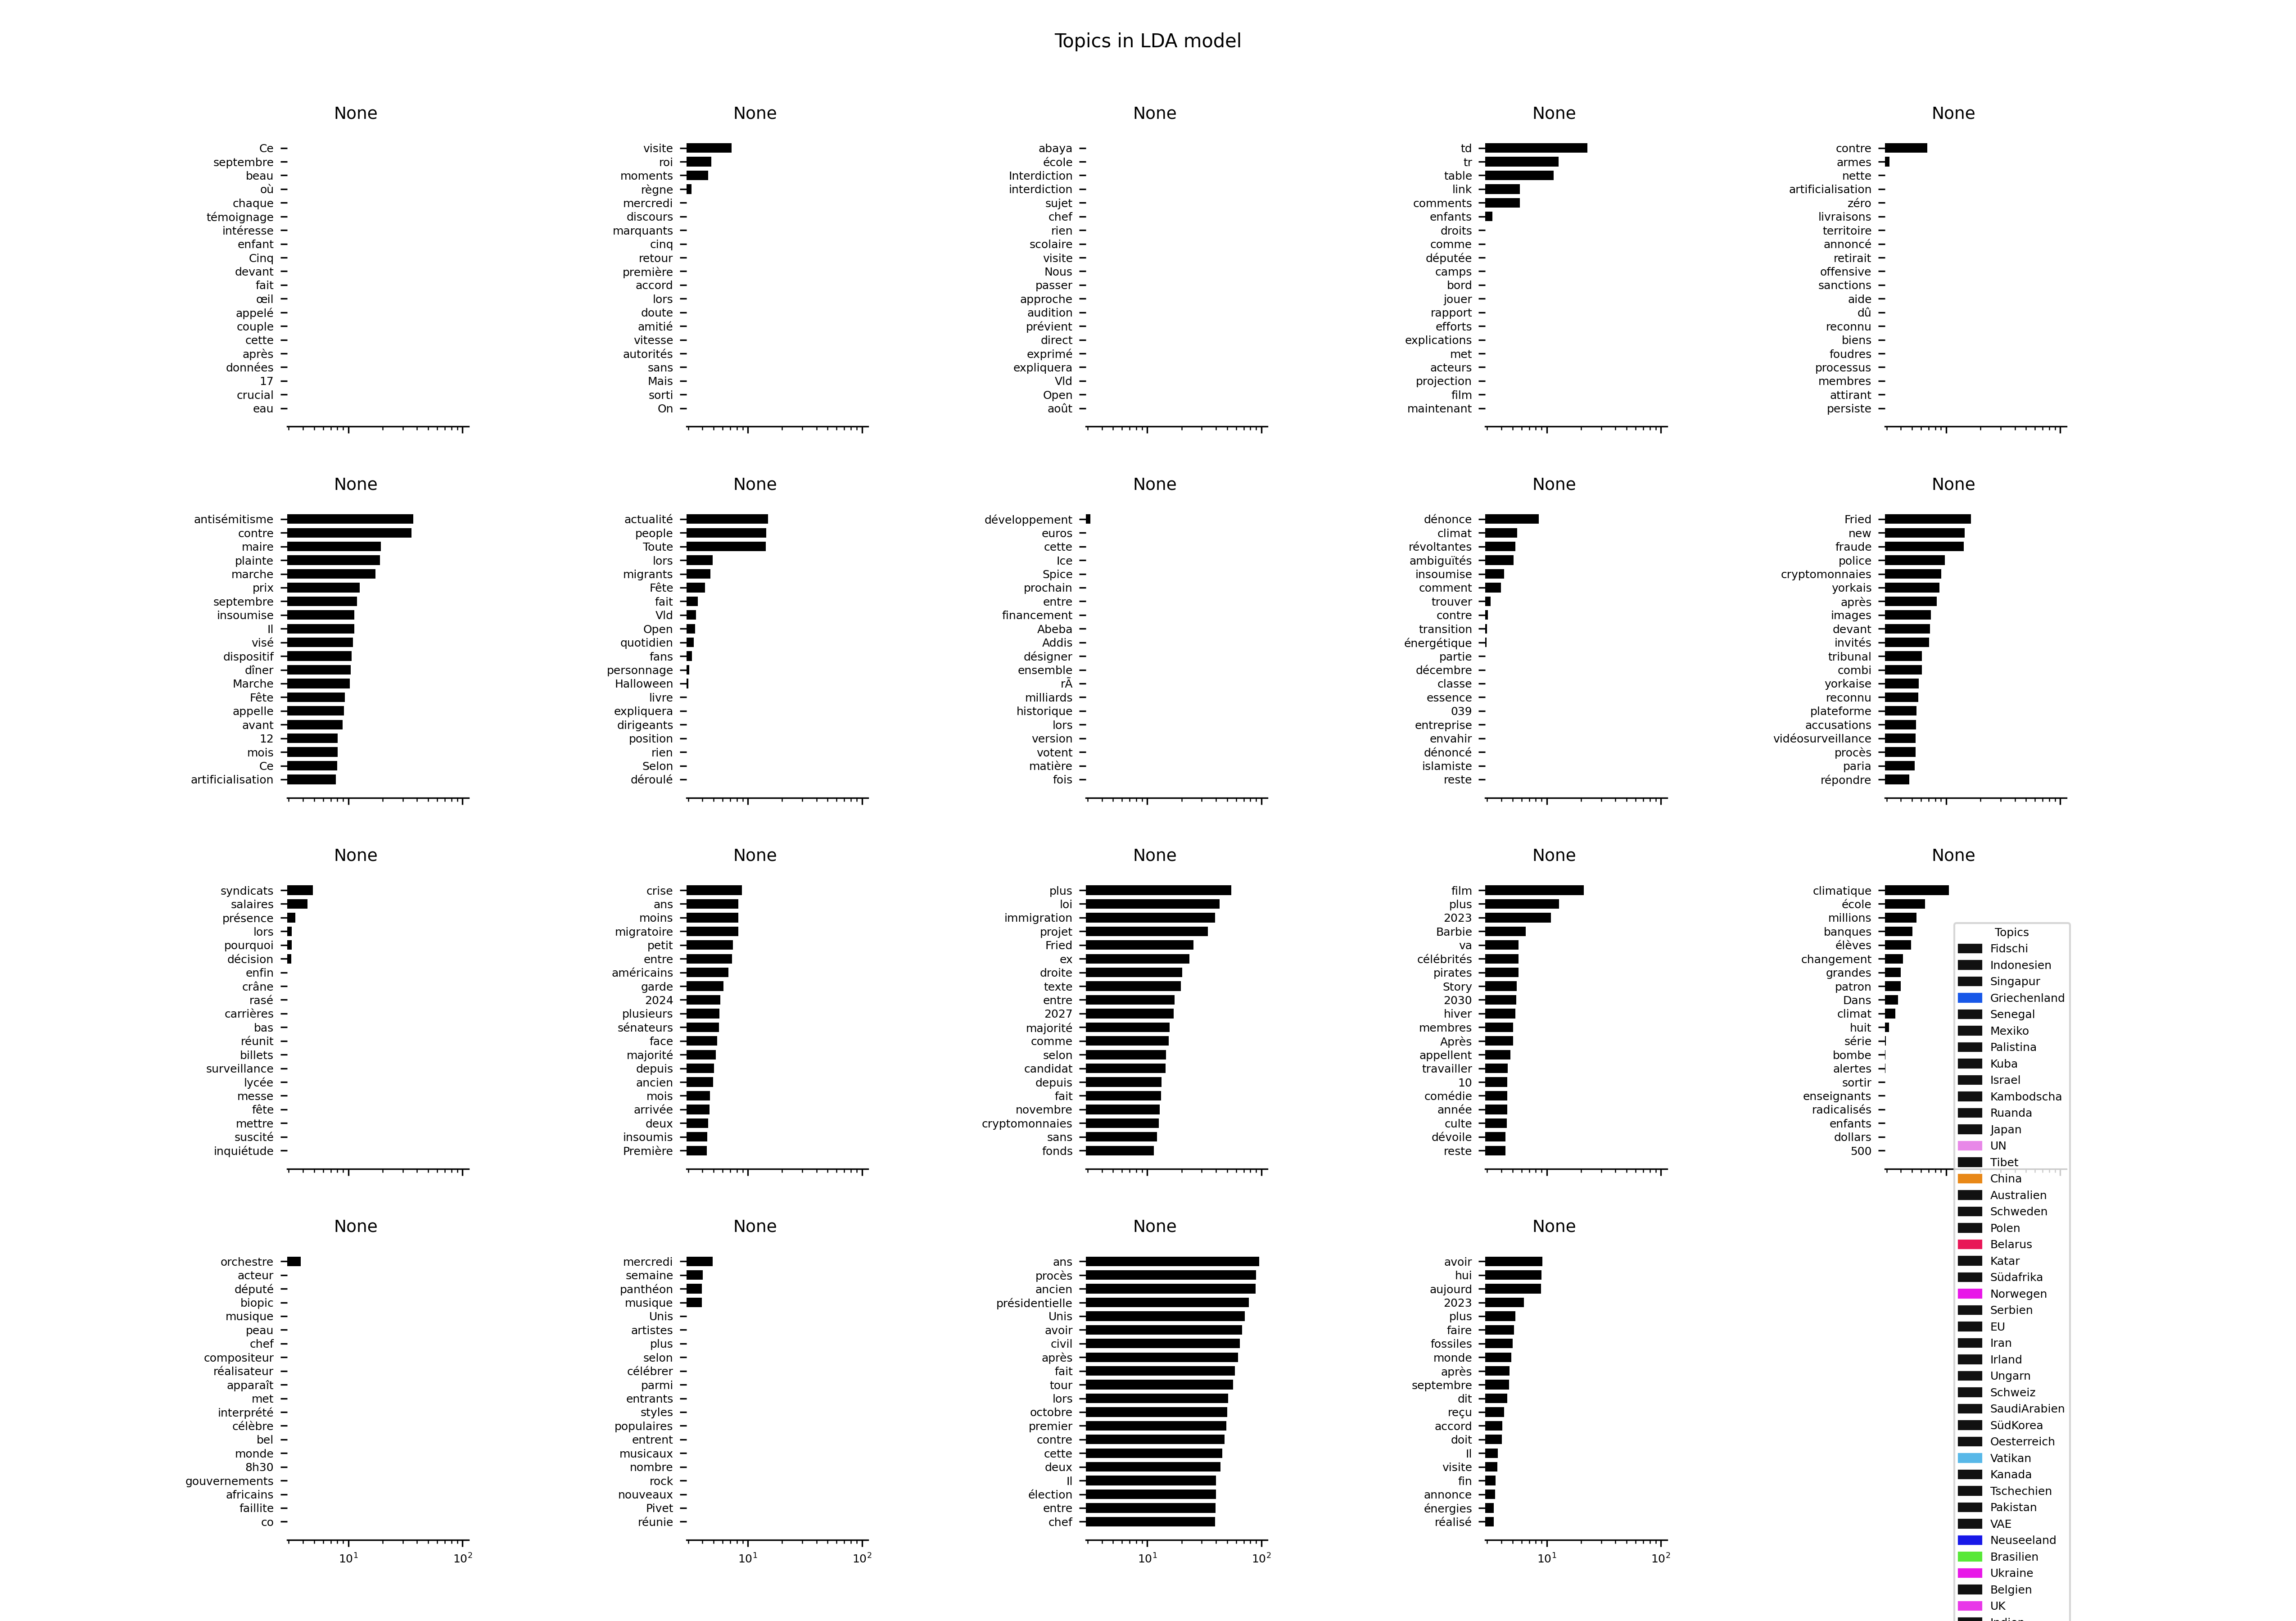 Topics in LDA model
None
Ce
septembre
beau
où
chaque
témoignage
intéresse
enfant
Cinq
devant
fait
œil
appelé
couple
cette
après
données
17
crucial
eau
None
visite
roi
moments
règne
mercredi
discours
marquants
cinq
retour
première
accord
lors
doute
amitié
vitesse
autorités
sans
Mais
sorti
On
None
abaya
école
Interdiction
interdiction
sujet
chef
rien
scolaire
visite
Nous
passer
approche
audition
prévient
direct
exprimé
expliquera
Vld
Open
août
None
td
tr
table
link
comments
enfants
droits
comme
députée
camps
bord
jouer
rapport
efforts
explications
met
acteurs
projection
film
maintenant
None
contre
armes
nette
artificialisation
zéro
livraisons
territoire
annoncé
retirait
offensive
sanctions
aide
dû
reconnu
biens
foudres
processus
membres
attirant
persiste
None
antisémitisme
contre
maire
plainte
marche
prix
septembre
insoumise
Il
visé
dispositif
dîner
Marche
Fête
appelle
avant
12
mois
Ce
artificialisation
None
actualité
people
Toute
lors
migrants
Fête
fait
Vld
Open
quotidien
fans
personnage
Halloween
livre
expliquera
dirigeants
position
rien
Selon
déroulé
None
développement
euros
cette
Ice
Spice
prochain
entre
financement
Abeba
Addis
désigner
ensemble
rÃ
milliards
historique
lors
version
votent
matière
fois
None
dénonce
climat
révoltantes
ambiguïtés
insoumise
comment
trouver
contre
transition
énergétique
partie
décembre
classe
essence
039
entreprise
envahir
dénoncé
islamiste
reste
None
Fried
new
fraude
police
cryptomonnaies
yorkais
après
images
devant
invités
tribunal
combi
yorkaise
reconnu
plateforme
accusations
vidéosurveillance
procès
paria
répondre
None
syndicats
salaires
présence
lors
pourquoi
décision
enfin
crâne
rasé
carrières
bas
réunit
billets
surveillance
lycée
messe
fête
mettre
suscité
inquiétude
None
crise
ans
moins
migratoire
petit
entre
américains
garde
2024
plusieurs
sénateurs
face
majorité
depuis
ancien
mois
arrivée
deux
insoumis
Première
None
plus
loi
immigration
projet
Fried
ex
droite
texte
entre
2027
majorité
comme
selon
candidat
depuis
fait
novembre
cryptomonnaies
sans
fonds
None
film
plus
2023
Barbie
va
célébrités
pirates
Story
2030
hiver
membres
Après
appellent
travailler
10
comédie
année
culte
dévoile
reste
None
climatique
école
millions
banques
élèves
changement
grandes
patron
Dans
climat
huit
série
bombe
alertes
sortir
enseignants
radicalisés
enfants
dollars
500
None
orchestre
acteur
député
biopic
musique
peau
chef
compositeur
réalisateur
apparaît
met
interprété
célèbre
bel
monde
8h30
gouvernements
africains
faillite
co
10¹ 10²
None
mercredi
semaine
panthéon
musique
Unis
artistes
plus
selon
célébrer
parmi
entrants
styles
populaires
entrent
musicaux
nombre
rock
nouveaux
Pivet
réunie
10¹ 10²
None
ans
procès
ancien
présidentielle
Unis
avoir
civil
après
fait
tour
lors
octobre
premier
contre
cette
deux
Il
élection
entre
chef
10¹ 10²
None
avoir
hui
aujourd
2023
plus
faire
fossiles
monde
après
septembre
dit
reçu
accord
doit
Il
visite
fin
annonce
énergies
réalisé
10¹ 10²
Topics
Fidschi
Indonesien
Singapur
Griechenland
Senegal
Mexiko
Palistina
Kuba
Israel
Kambodscha
Ruanda
Japan
UN
Tibet
China
Australien
Schweden
Polen
Belarus
Katar
Südafrika
Norwegen
Serbien
EU
Iran
Irland
Ungarn
Schweiz
SaudiArabien
SüdKorea
Oesterreich
Vatikan
Kanada
Tschechien
Pakistan
VAE
Neuseeland
Brasilien
Ukraine
Belgien
UK